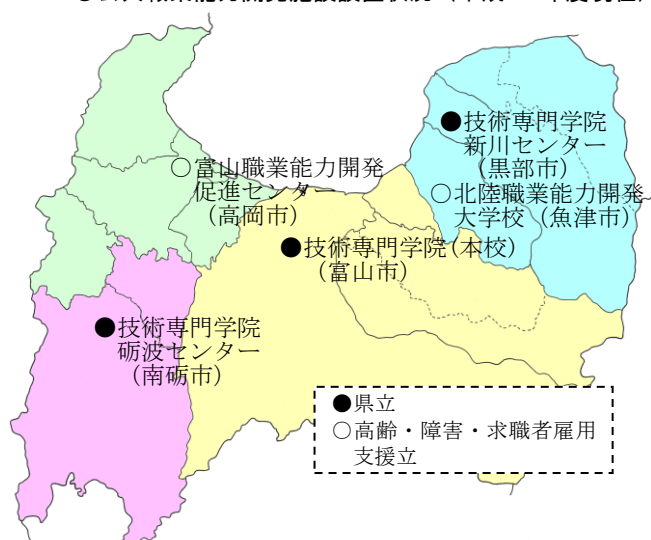 ●技術専門学院
新川センター
(黒部市)
○富山職業能力開発
促進センター
(高岡市)
○北陸職業能力開発
大学校(魚津市)
●技術専門学院(本校)
(富山市)
●技術専門学院
砺波センター
(南砺市)
●県立
○高齢・障害・求職者雇用
支援立